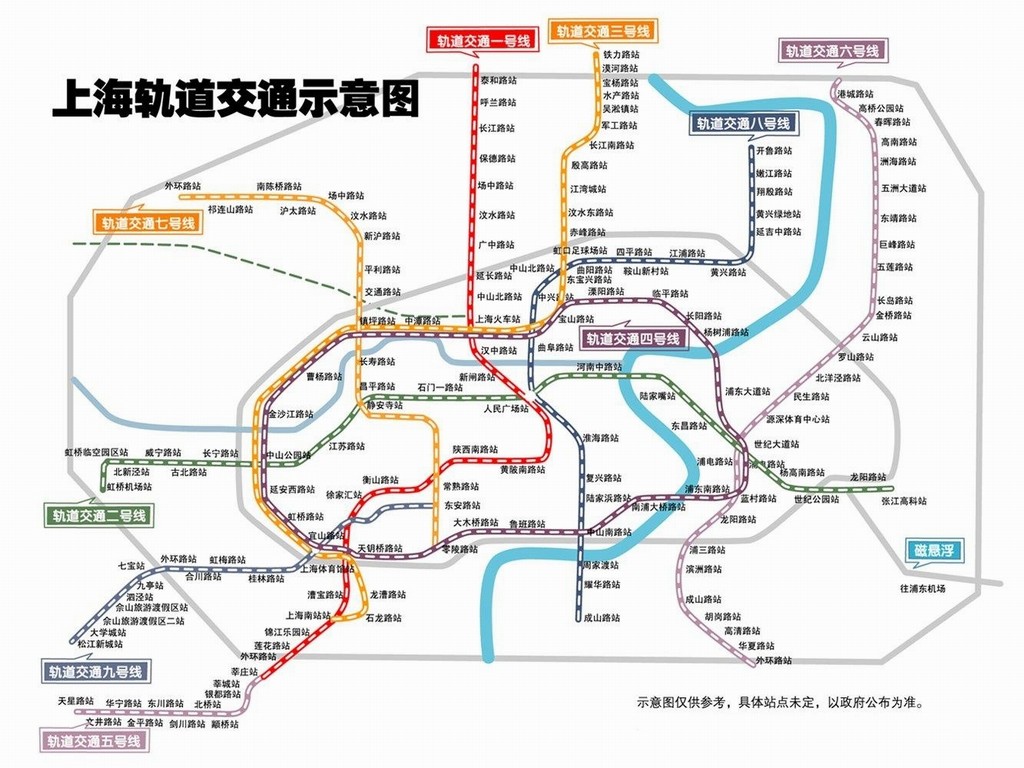 轨道交通一号线
轨道交通三号线
轨道交通六号线
上海轨道交通示意图
轨道交通八号线
轨道交通七号线
轨道交通四号线
轨道交通二号线
磁悬浮
往浦东机场
轨道交通九号线
轨道交通五号线
泰和路站
呼兰路站
长江路站
保德路站
场中路站
汶水路站
广中路站
延长路站
中山北路站
上海火车站
汉中路站
新闸路站
人民广场站
黄陂南路站
陕西南路站
常熟路站
衡山路站
徐家汇站
上海体育馆站
漕宝路站
上海南站站
锦江乐园站
莲花路站
外环路站
莘庄站
铁力路站
漠河路站
宝杨路站
水产路站
吴淞镇站
军工路站
长江南路站
殷高路站
江湾城站
汶水东路站
赤峰路站
虹口足球场站
东宝兴路站
宝山路站
中潭路站
镇坪路站
曹杨路站
金沙江路站
中山公园站
延安西路站
虹桥路站
宜山路站
龙漕路站
石龙路站
港城路站
高桥公园站
春晖路站
高南路站
洲海路站
五洲大道站
东靖路站
巨峰路站
五莲路站
长岛路站
金桥路站
云山路站
罗山路站
北洋泾路站
民生路站
源深体育中心站
世纪大道站
浦电路站
蓝村路站
龙阳路站
浦三路站
滨洲路站
成山路站
胡岗路站
高清路站
华夏路站
外环路站
开鲁路站
嫩江路站
翔殷路站
黄兴绿地站
延吉中路站
黄兴路站
江浦路站
鞍山新村站
四平路站
曲阳路站
中山北路站
曲阜路站
淮海路站
复兴路站
陆家浜路站
中山南路站
周家渡站
耀华路站
成山路站
外环路站
祁连山路站
南陈桥路站
沪太路站
场中路站
汶水路站
新沪路站
平利路站
交通路站
长寿路站
昌平路站
静安寺站
东安路站
零陵路站
溧阳路站
临平路站
长阳路站
杨树浦路站
浦东大道站
浦东南路站
南浦大桥路站
鲁班路站
大木桥路站
天钥桥路站
虹桥临空园区站
威宁路站
长宁路站
北新泾站
古北路站
虹桥机场站
江苏路站
石门一路站
河南中路站
陆家嘴站
东昌路站
杨高南路站
世纪公园站
龙阳路站
张江高科站
七宝站
外环路站
虹梅路站
合川路站
桂林路站
九亭站
泗泾站
佘山旅游渡假区站
佘山旅游渡假区二站
大学城站
松江新城站
莘城站
银都路站
北桥站
颛桥站
天星路站
华宁路站
东川路站
文井路站
金平路站
剑川路站
示意图仅供参考，具体站点未定，以政府公布为准。